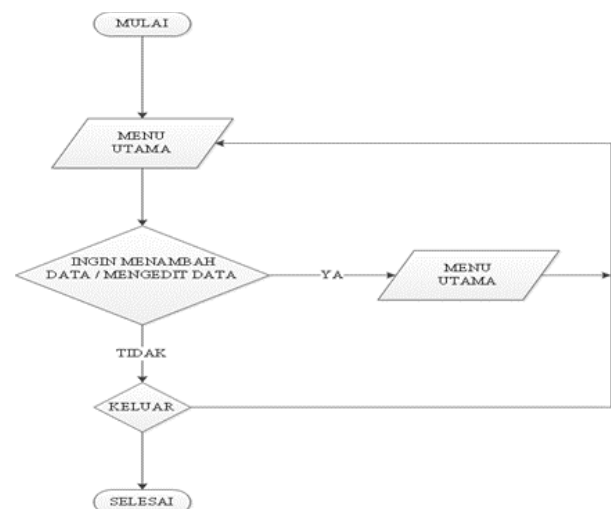 MULAI
MENU
UTAMA
INGIN MENAMBAH
DATA / MENGEDIT DATA
YA
MENU
UTAMA
TIDAK
KELUAR
SELESAI